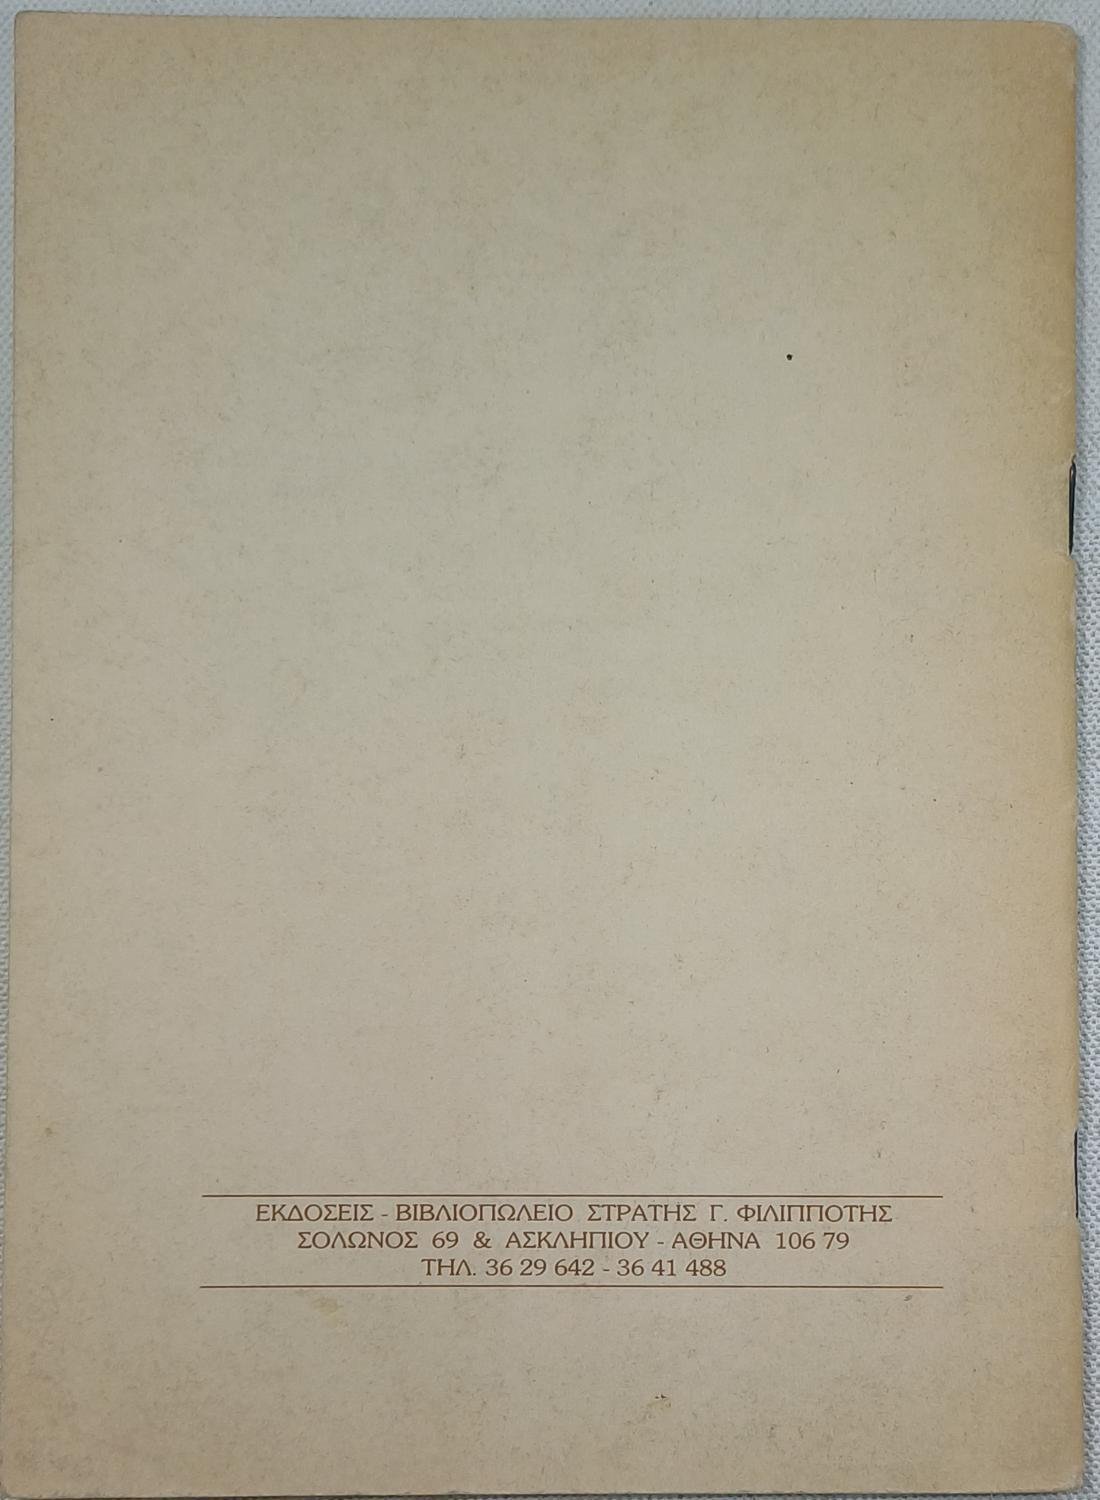 ΕΚΔΟΣΕΙΣ - ΒΙΒΛΙΟΠΩΛΕΙΟ ΣΤΡΑΤΗΣ Γ. ΦΙΛΙΠΠΟΤΗΣ
ΣΟΛΩΝΟΣ 69 & ΑΣΚΛΗΠΙΟΥ - ΑΘΗΝΑ 106 79
ΤΗΛ. 36 29 642 - 36 41 488